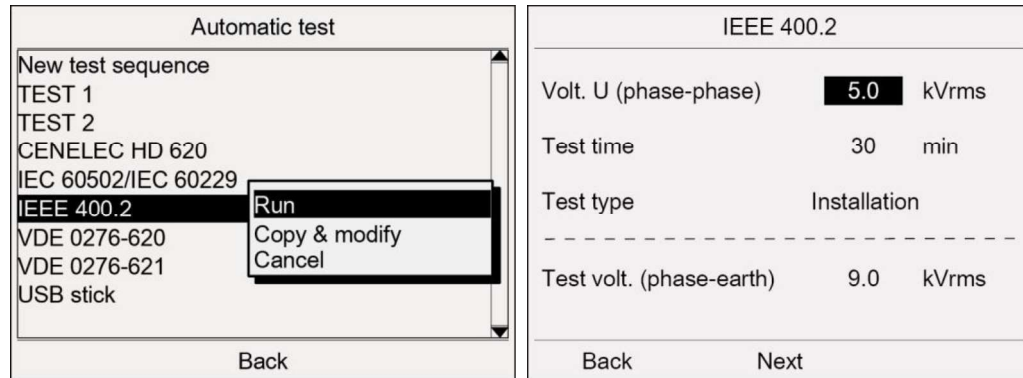 Automatic test
New test sequence
TEST 1
TEST 2
CENELEC HD 620
IEC 60502/IEC 60229
IEEE 400.2
VDE 0276-620
VDE 0276-621
USB stick
Run
Copy & modify
Cancel
Back
IEEE 400.2
Volt. U (phase-phase) 5.0 kVrms
Test time 30 min
Test type Installation
Test volt. (phase-earth) 9.0 kVrms
Back Next